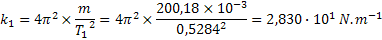 k₁ = 4π² × m / T₁² = 4π² × 200,18 × 10⁻³ / 0,5284² = 2,830 · 10¹ N.m⁻¹